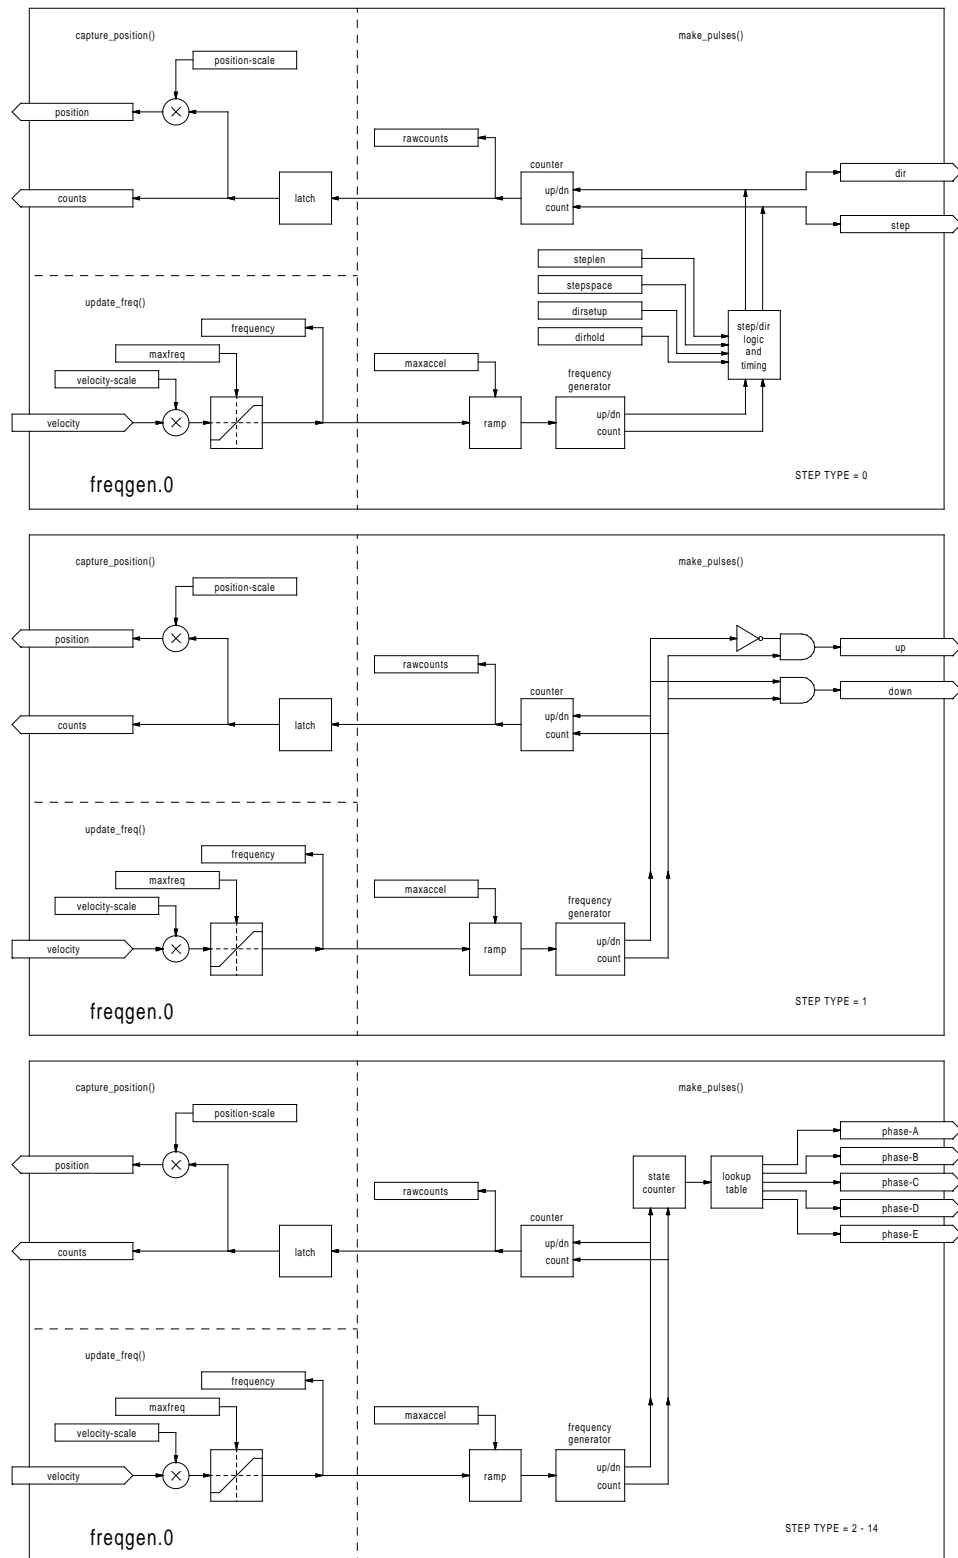 capture_position()
make_pulses()
position-scale
position
rawcounts
counter
up/dn
count
latch
counts
dir
step
steplen
stepspace
dirsetup
dirhold
step/dir
logic
and
timing
update_freq()
frequency
maxfreq
velocity-scale
velocity
maxaccel
ramp
frequency
generator
up/dn
count
freqgen.0
STEP TYPE = 0
capture_position()
make_pulses()
position-scale
position
rawcounts
counter
up/dn
count
latch
counts
up
down
update_freq()
frequency
maxfreq
velocity-scale
velocity
maxaccel
ramp
frequency
generator
up/dn
count
freqgen.0
STEP TYPE = 1
capture_position()
make_pulses()
position-scale
position
rawcounts
counter
up/dn
count
latch
counts
state
counter
lookup
table
phase-A
phase-B
phase-C
phase-D
phase-E
update_freq()
frequency
maxfreq
velocity-scale
velocity
maxaccel
ramp
frequency
generator
up/dn
count
freqgen.0
STEP TYPE = 2 - 14